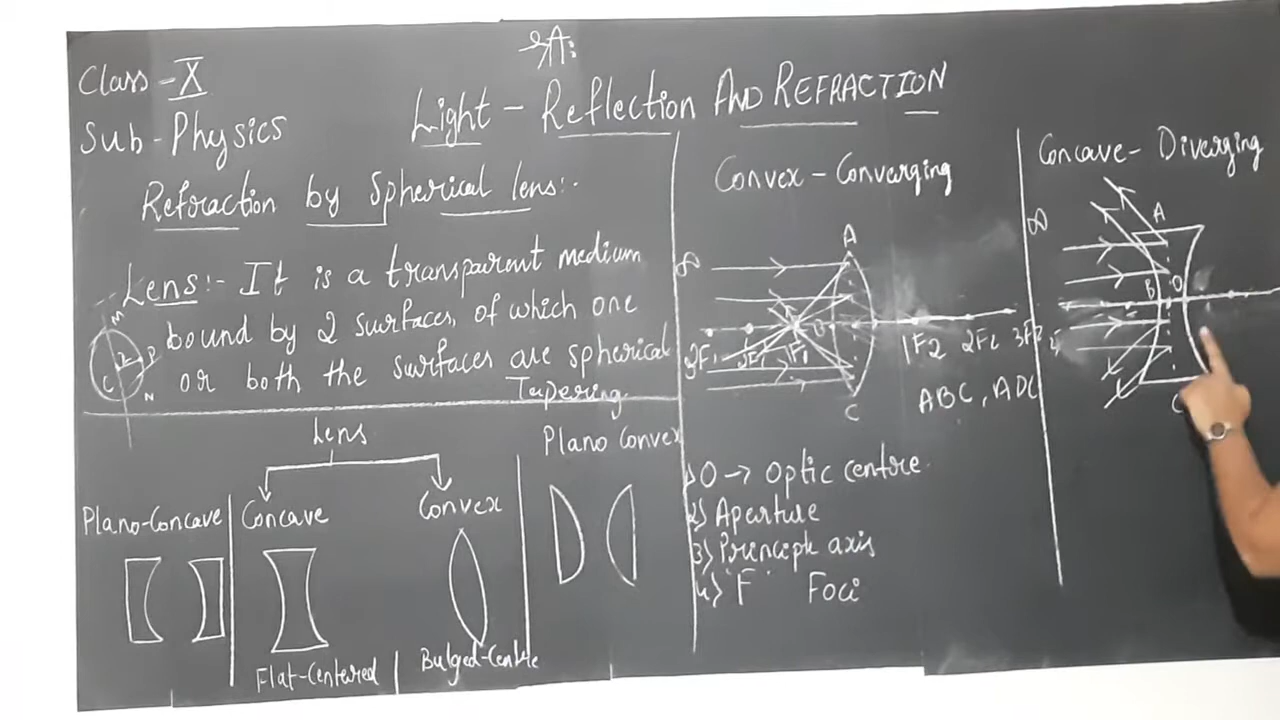 Class - X
Sub - Physics
Light - Reflection AND REFRACTION
Refraction by Spherical lens:-
Lens:- It is a transparent medium
bound by 2 surfaces, of which one
or both the surfaces are spherical
Tapering
M
C
N
Lens
Plano-Concave
Concave
Convex
Plano Convex
Flat-Centered
Bulged-Centre
Convex - Converging
∞
A
O
2F1
F1
1F2 2F2 3F2
C
ABC, ADC
1) O → Optic centre
2) Aperture
3) Principle axis
4) 'F' Foci
Concave - Diverging
∞
A
B
O
C